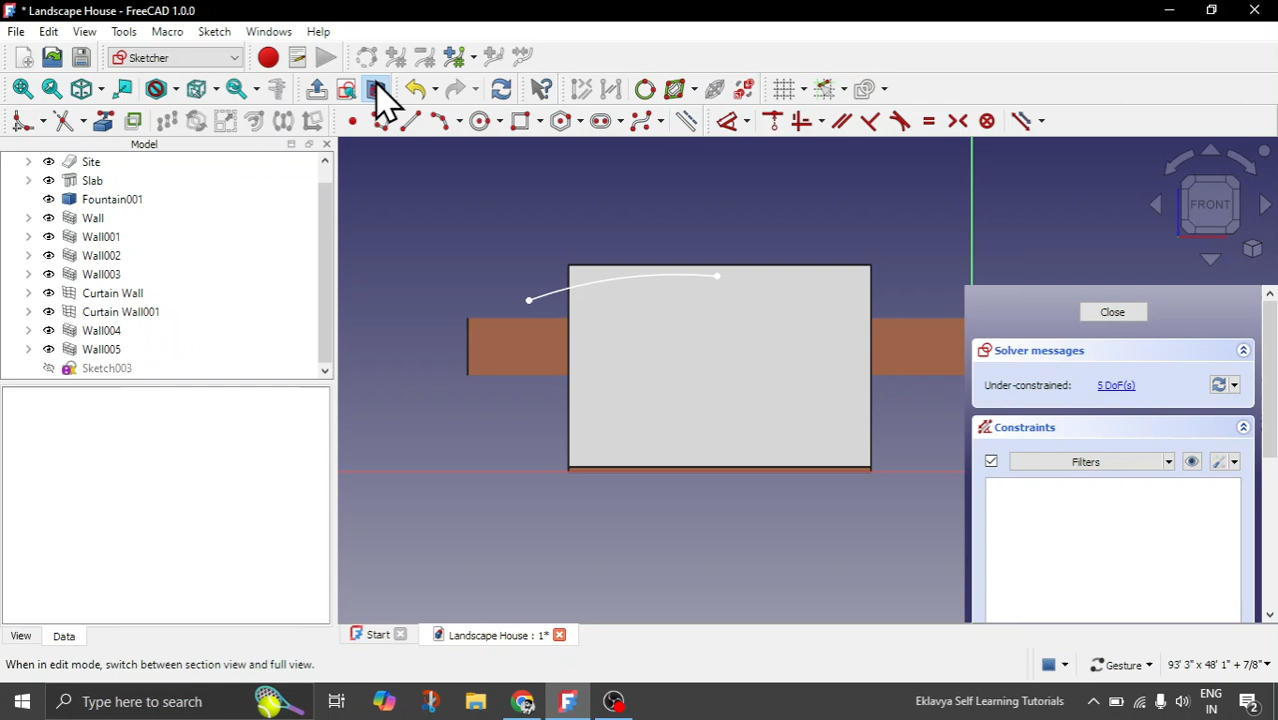 * Landscape House - FreeCAD 1.0.0
File Edit View Tools Macro Sketch Windows Help
Sketcher
Model
Site
Slab
Fountain001
Wall
Wall001
Wall002
Wall003
Curtain Wall
Curtain Wall001
Wall004
Wall005
Sketch003
FRONT
Close
Solver messages
Under-constrained: 5 DoF(s)
Constraints
Filters
View Data
Start Landscape House : 1*
When in edit mode, switch between section view and full view.
Gesture 93' 3" x 48' 1" + 7/8"
Type here to search
Eklavya Self Learning Tutorials
ENG
IN
2